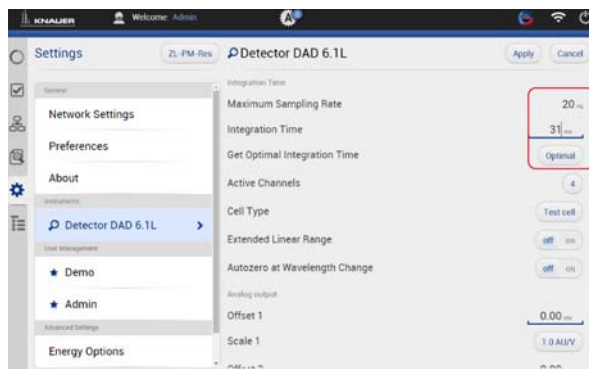 KNAUER
Welcome: Admin
A
Settings
ZL-PM-Res
Detector DAD 6.1L
Apply
Cancel
General
Network Settings
Preferences
About
Instruments
Detector DAD 6.1L
User Management
Demo
Admin
Advanced Settings
Energy Options
Integration Time
Maximum Sampling Rate
20 Hz
Integration Time
31 ms
Get Optimal Integration Time
Optimal
Active Channels
4
Cell Type
Test cell
Extended Linear Range
off on
Autozero at Wavelength Change
off on
Analog output
Offset 1
0.00 mV
Scale 1
1.0 AU/V